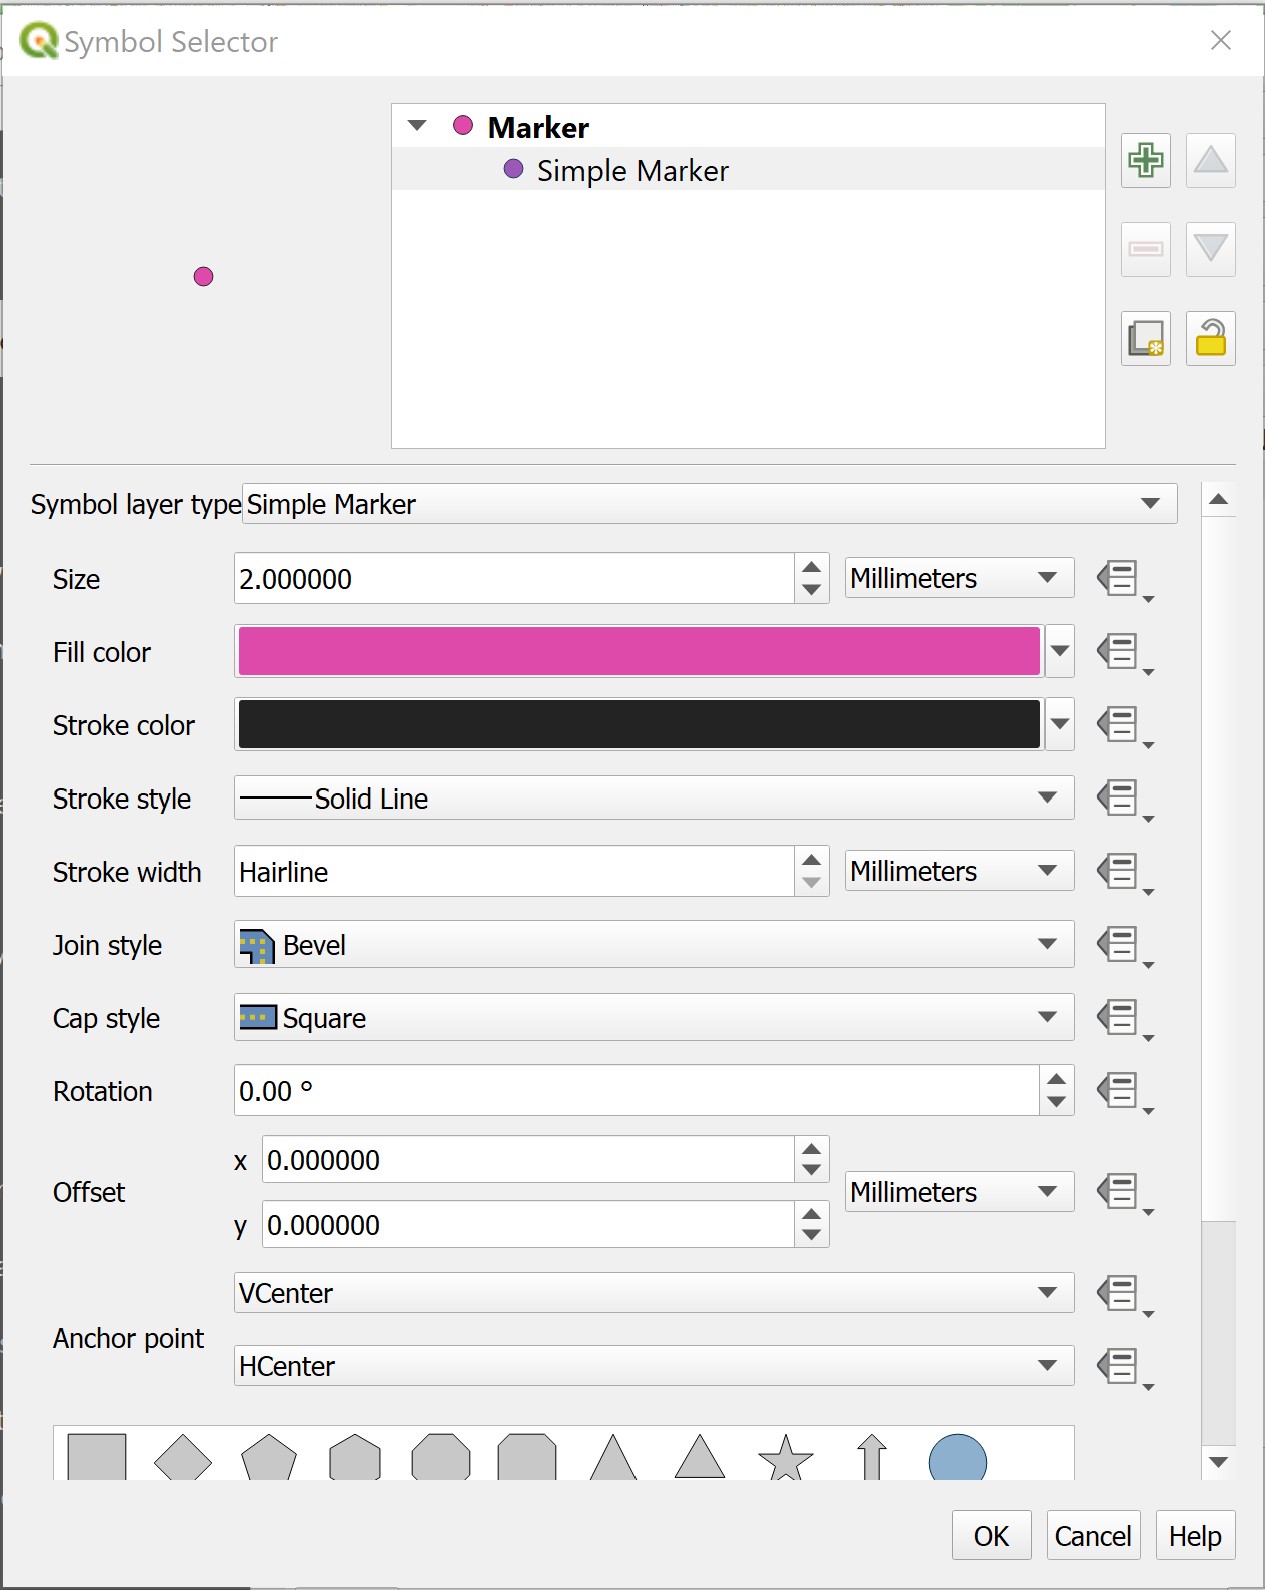 Symbol Selector
Marker
Simple Marker
Symbol layer type Simple Marker
Size 2.000000 Millimeters
Fill color
Stroke color
Stroke style Solid Line
Stroke width Hairline Millimeters
Join style Bevel
Cap style Square
Rotation 0.00 °
x 0.000000
Offset Millimeters
y 0.000000
VCenter
Anchor point
HCenter
OK Cancel Help